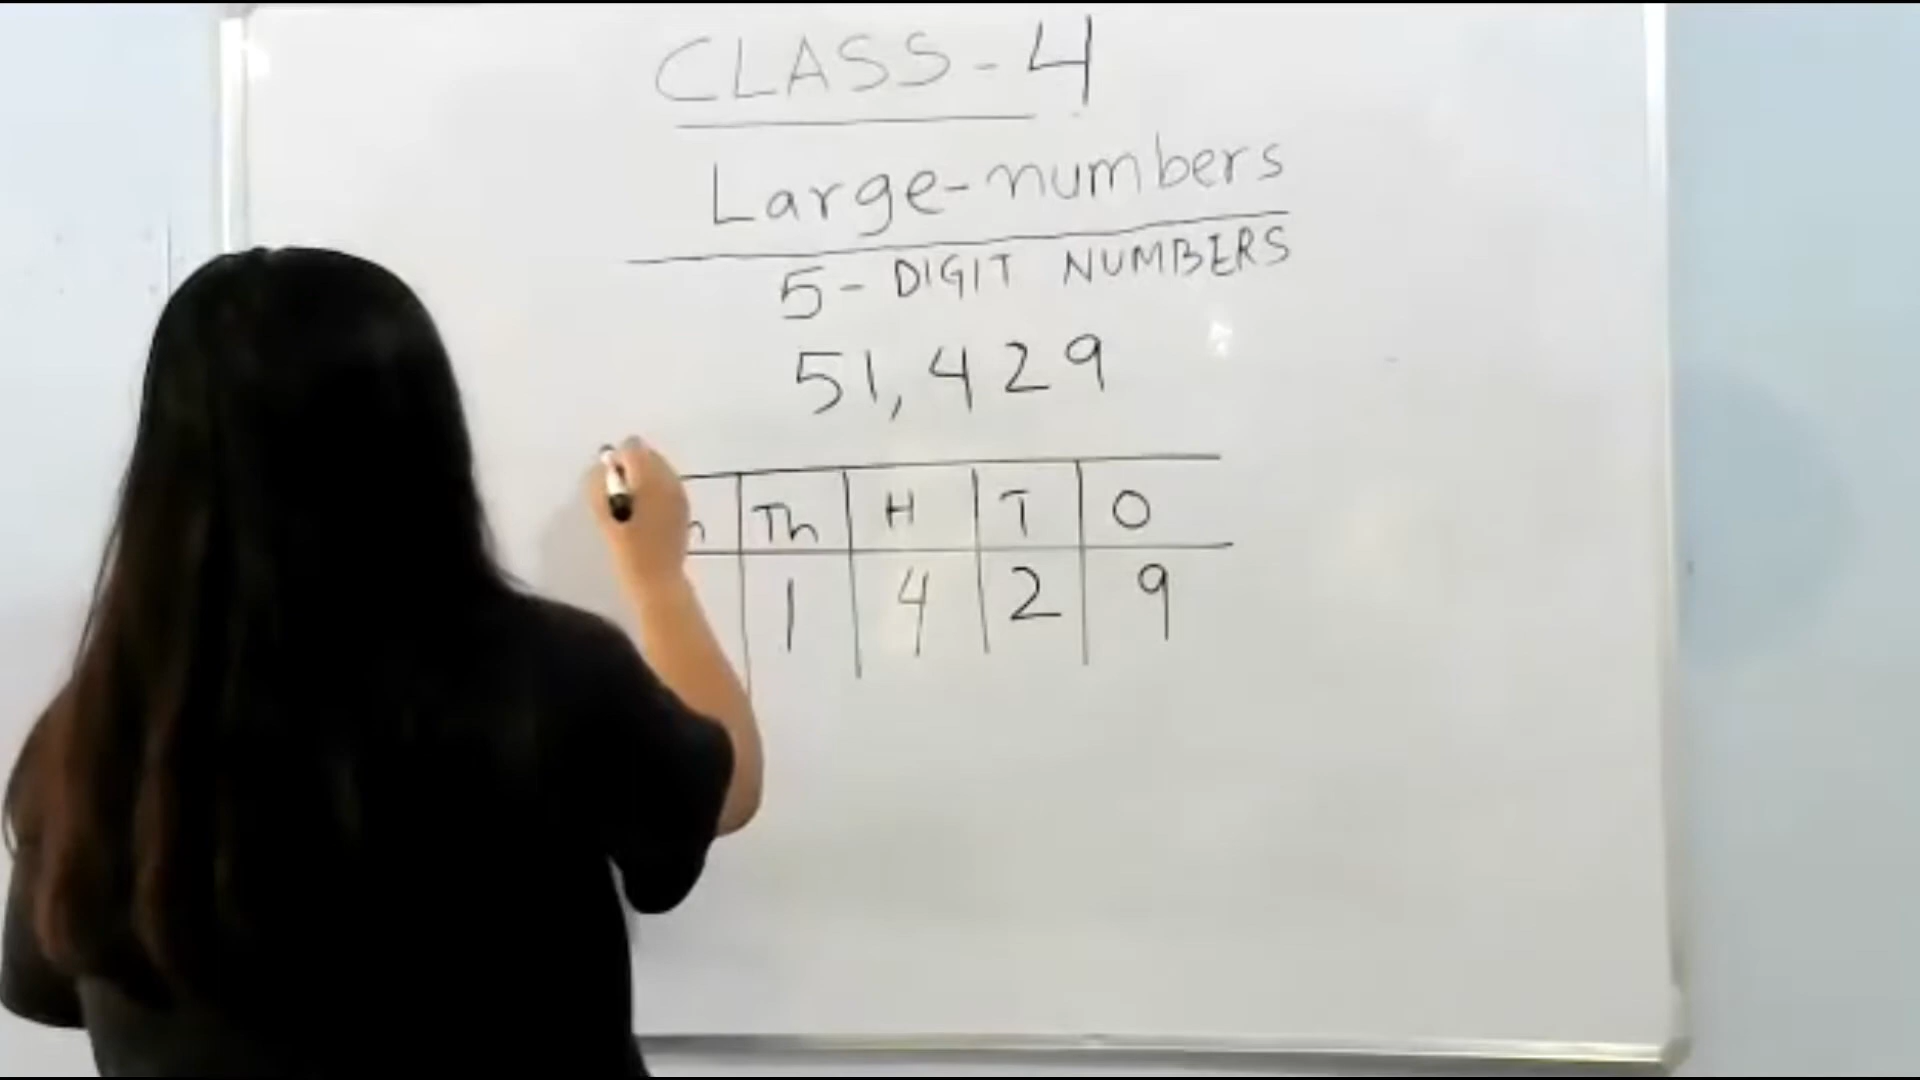 CLASS-4
Large-numbers
5- DIGIT NUMBERS
51,429
Th H T O
1 4 2 9